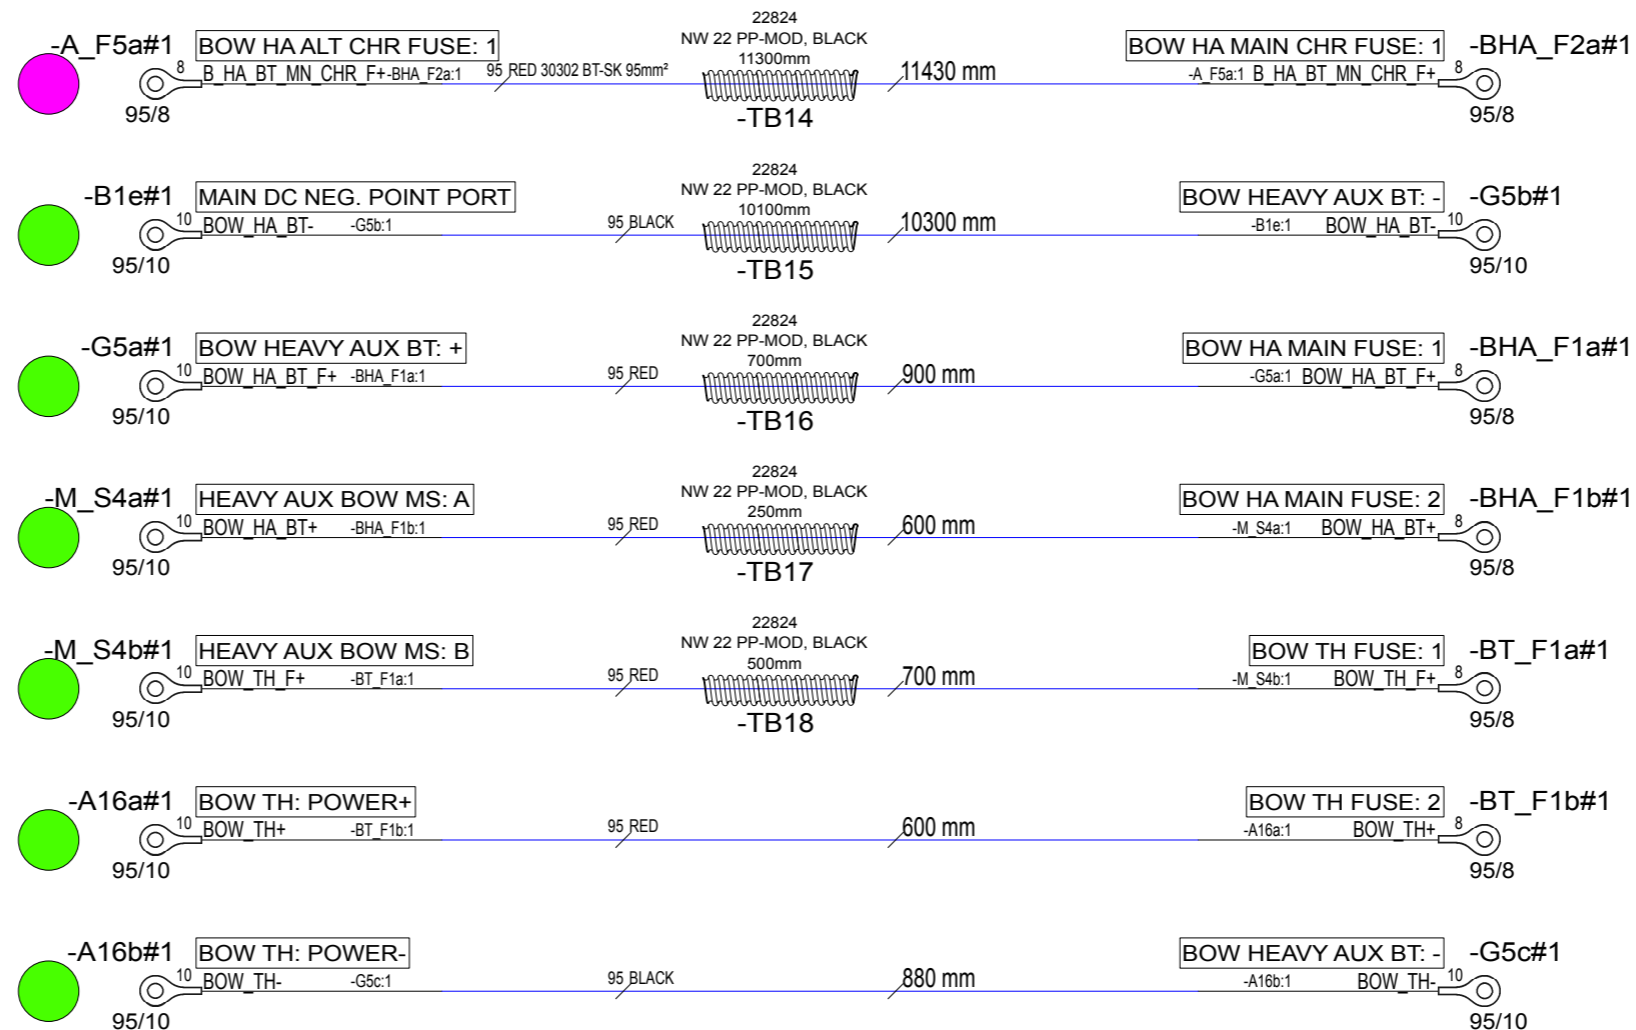 22824
NW 22 PP-MOD, BLACK
11300mm
-A_F5a#1 BOW HA ALT CHR FUSE: 1 BOW HA MAIN CHR FUSE: 1 -BHA_F2a#1
8 B_HA_BT_MN_CHR_F+ -BHA_F2a:1 95 RED 30302 BT-SK 95mm² 11430 mm -A_F5a:1 B_HA_BT_MN_CHR_F+ 8
95/8 -TB14 95/8
22824
NW 22 PP-MOD, BLACK
10100mm
-B1e#1 MAIN DC NEG. POINT PORT BOW HEAVY AUX BT: - -G5b#1
10 BOW_HA_BT- -G5b:1 95 BLACK 10300 mm -B1e:1 BOW_HA_BT- 10
95/10 -TB15 95/10
22824
NW 22 PP-MOD, BLACK
700mm
-G5a#1 BOW HEAVY AUX BT: + BOW HA MAIN FUSE: 1 -BHA_F1a#1
10 BOW_HA_BT_F+ -BHA_F1a:1 95 RED 900 mm -G5a:1 BOW_HA_BT_F+ 8
95/10 -TB16 95/8
22824
NW 22 PP-MOD, BLACK
250mm
-M_S4a#1 HEAVY AUX BOW MS: A BOW HA MAIN FUSE: 2 -BHA_F1b#1
10 BOW_HA_BT+ -BHA_F1b:1 95 RED 600 mm -M_S4a:1 BOW_HA_BT+ 8
95/10 -TB17 95/8
22824
NW 22 PP-MOD, BLACK
500mm
-M_S4b#1 HEAVY AUX BOW MS: B BOW TH FUSE: 1 -BT_F1a#1
10 BOW_TH_F+ -BT_F1a:1 95 RED 700 mm -M_S4b:1 BOW_TH_F+ 8
95/10 -TB18 95/8
-A16a#1 BOW TH: POWER+ BOW TH FUSE: 2 -BT_F1b#1
10 BOW_TH+ -BT_F1b:1 95 RED 600 mm -A16a:1 BOW_TH+ 8
95/10 95/8
-A16b#1 BOW TH: POWER- BOW HEAVY AUX BT: - -G5c#1
10 BOW_TH- -G5c:1 95 BLACK 880 mm -A16b:1 BOW_TH- 10
95/10 95/10